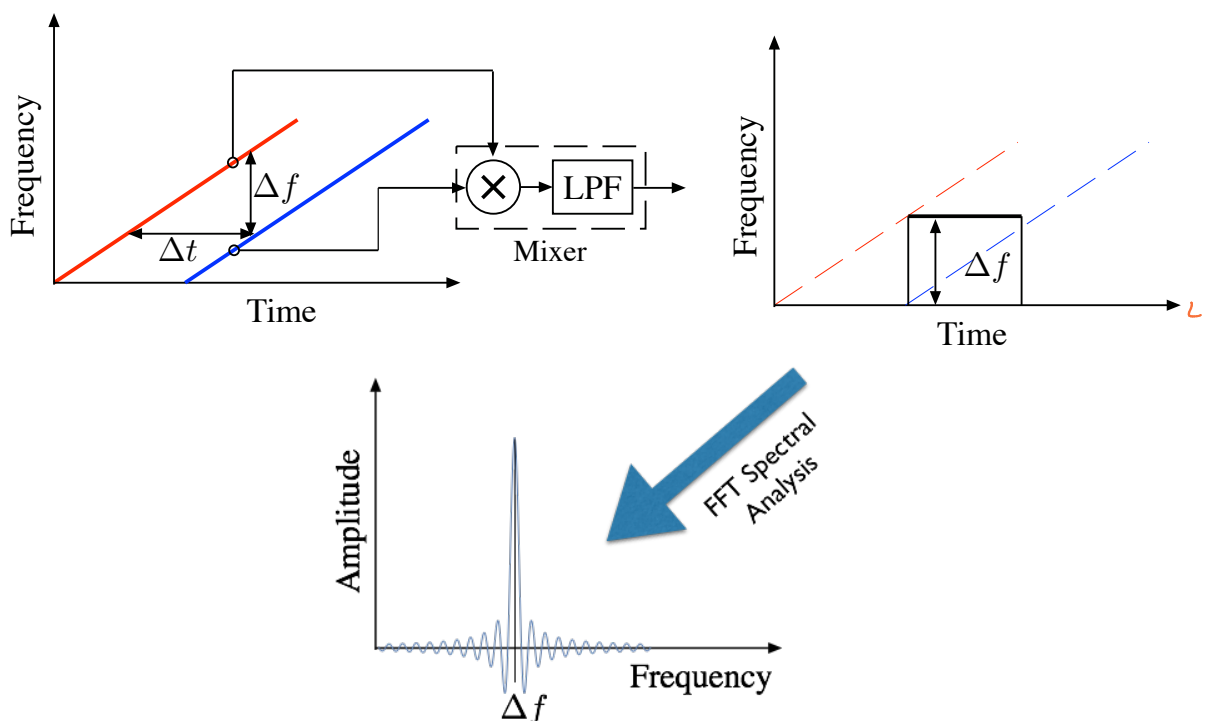 Frequency
Δf
Δt
LPF
Mixer
Time
Frequency
Δf
Time
FFT Spectral
Analysis
Amplitude
Frequency
Δf